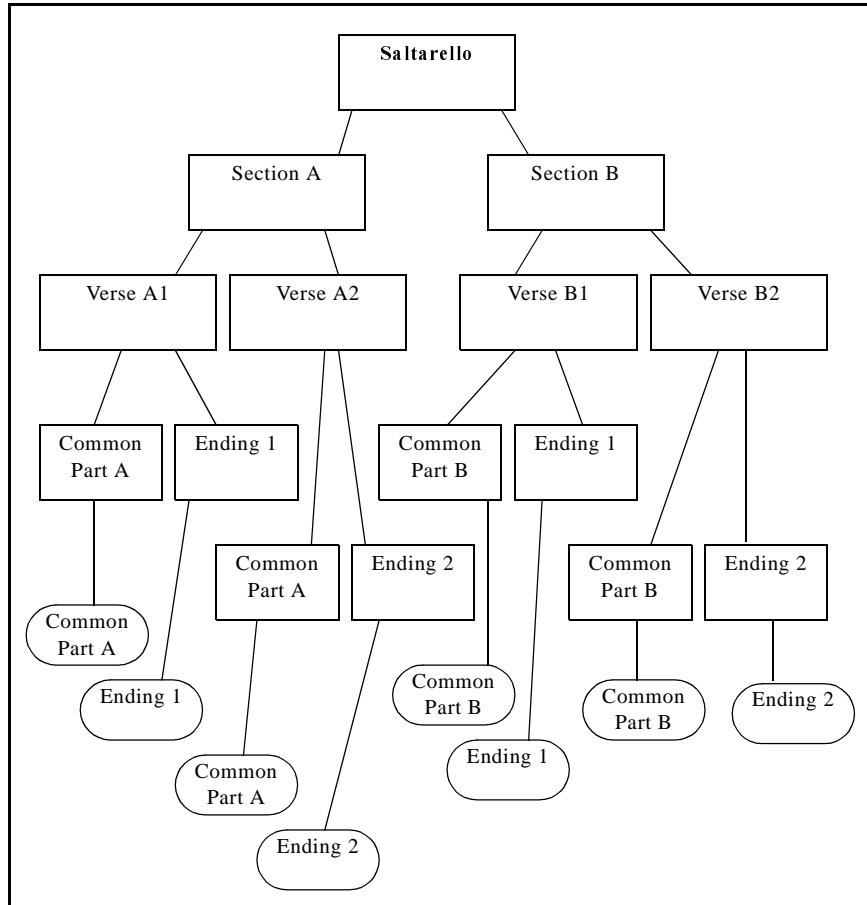 Saltarello
Section A
Section B
Verse A1
Verse A2
Verse B1
Verse B2
Common
Part A
Ending 1
Common
Part B
Ending 1
Common
Part A
Ending 2
Common
Part B
Ending 2
Common
Part A
Ending 1
Common
Part B
Common
Part B
Ending 2
Common
Part A
Ending 1
Ending 2